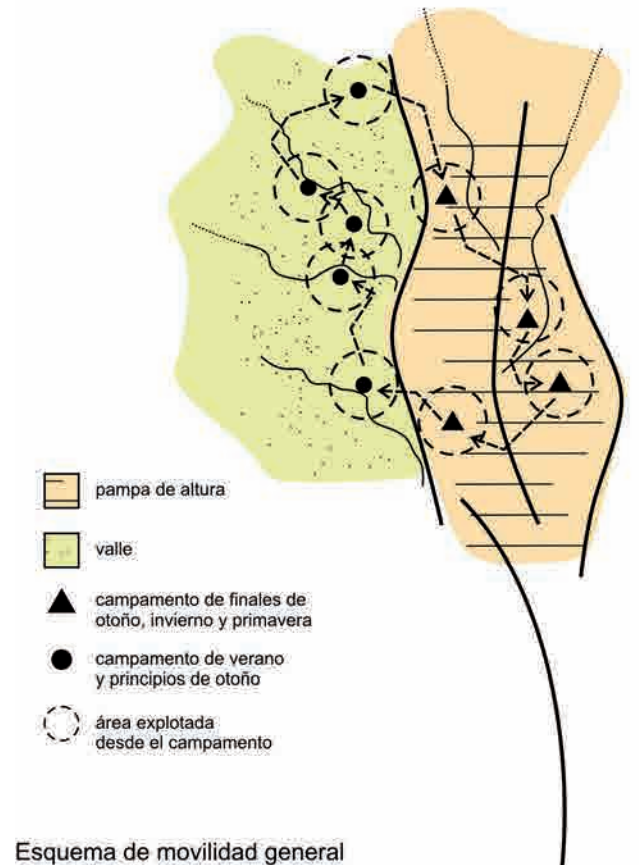 pampa de altura
valle
campamento de finales de
otoño, invierno y primavera
campamento de verano
y principios de otoño
área explotada
desde el campamento
Esquema de movilidad general